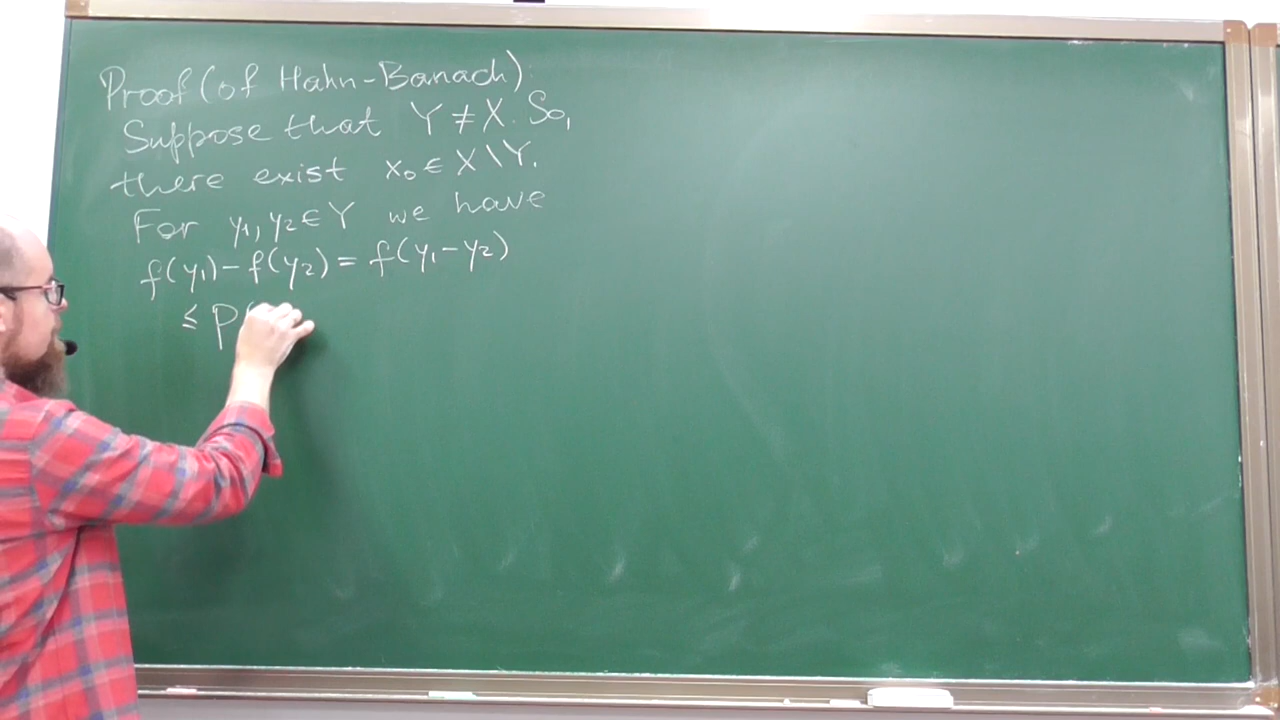 Proof (of Hahn-Banach):
Suppose that Y ≠ X. So,
there exist x₀ ∈ X \ Y.
For y₁, y₂ ∈ Y we have
f(y₁) - f(y₂) = f(y₁ - y₂)
≤ p(